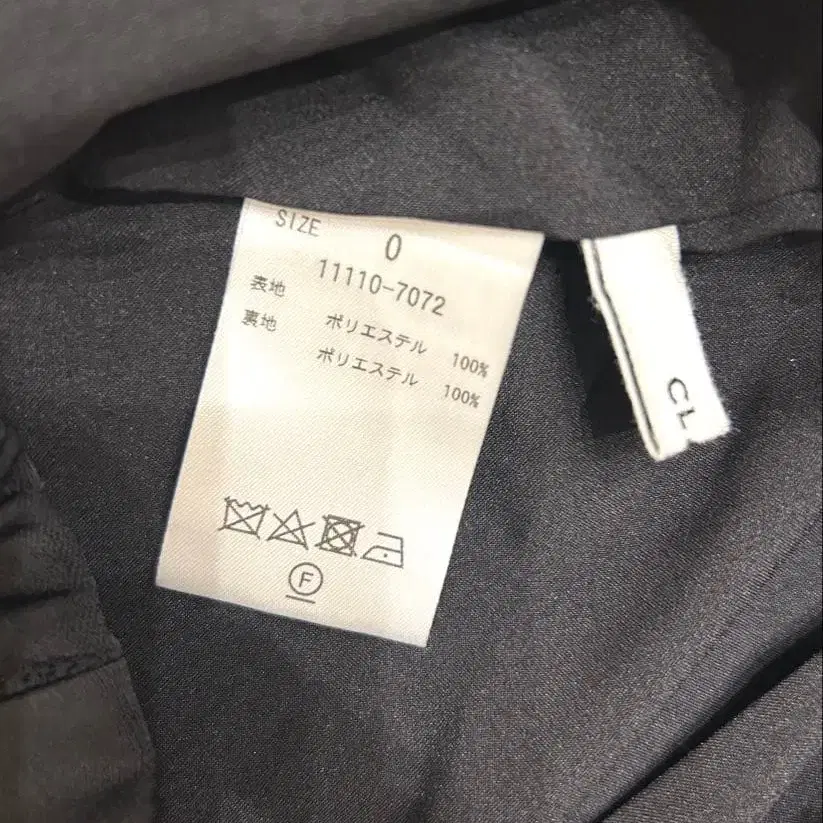 SIZE 0
11110-7072
表地 ポリエステル 100%
裏地 ポリエステル 100%
F
CL